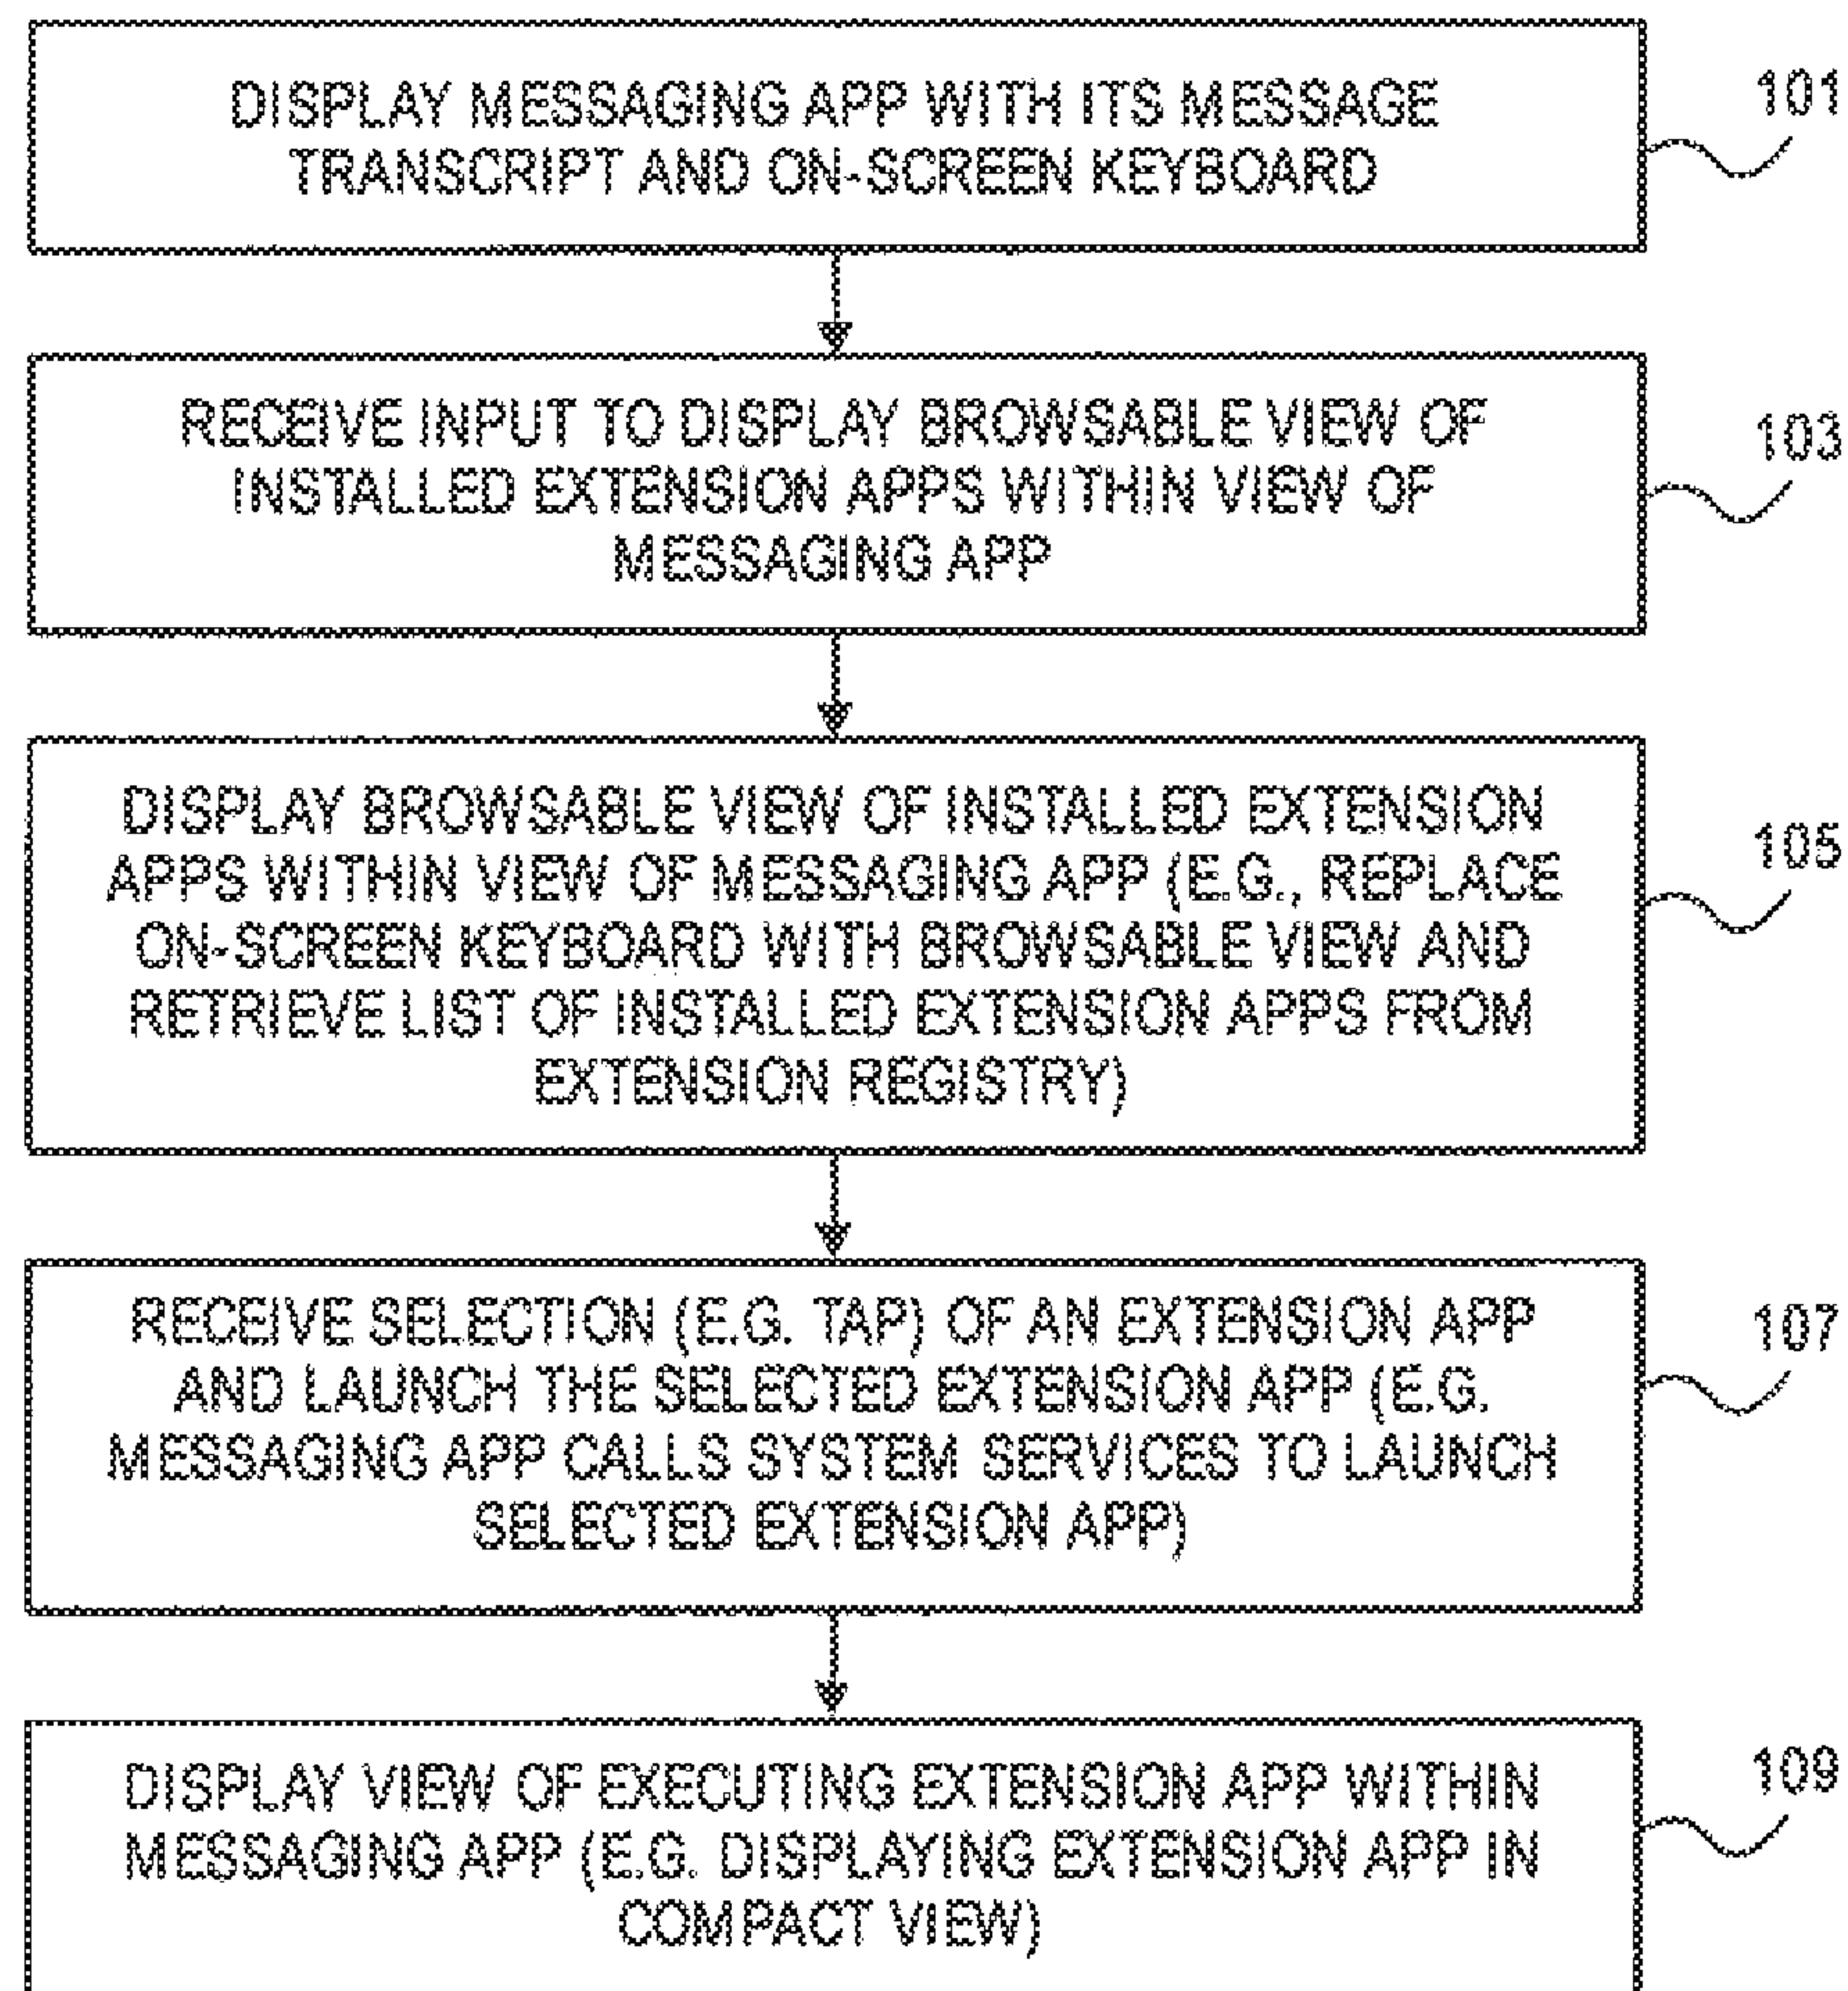 DISPLAY MESSAGING APP WITH ITS MESSAGE
TRANSCRIPT AND ON-SCREEN KEYBOARD
101
RECEIVE INPUT TO DISPLAY BROWSABLE VIEW OF
INSTALLED EXTENSION APPS WITHIN VIEW OF
MESSAGING APP
103
DISPLAY BROWSABLE VIEW OF INSTALLED EXTENSION
APPS WITHIN VIEW OF MESSAGING APP (E.G., REPLACE
ON-SCREEN KEYBOARD WITH BROWSABLE VIEW AND
RETRIEVE LIST OF INSTALLED EXTENSION APPS FROM
EXTENSION REGISTRY)
105
RECEIVE SELECTION (E.G. TAP) OF AN EXTENSION APP
AND LAUNCH THE SELECTED EXTENSION APP (E.G.
MESSAGING APP CALLS SYSTEM SERVICES TO LAUNCH
SELECTED EXTENSION APP)
107
DISPLAY VIEW OF EXECUTING EXTENSION APP WITHIN
MESSAGING APP (E.G. DISPLAYING EXTENSION APP IN
COMPACT VIEW)
109